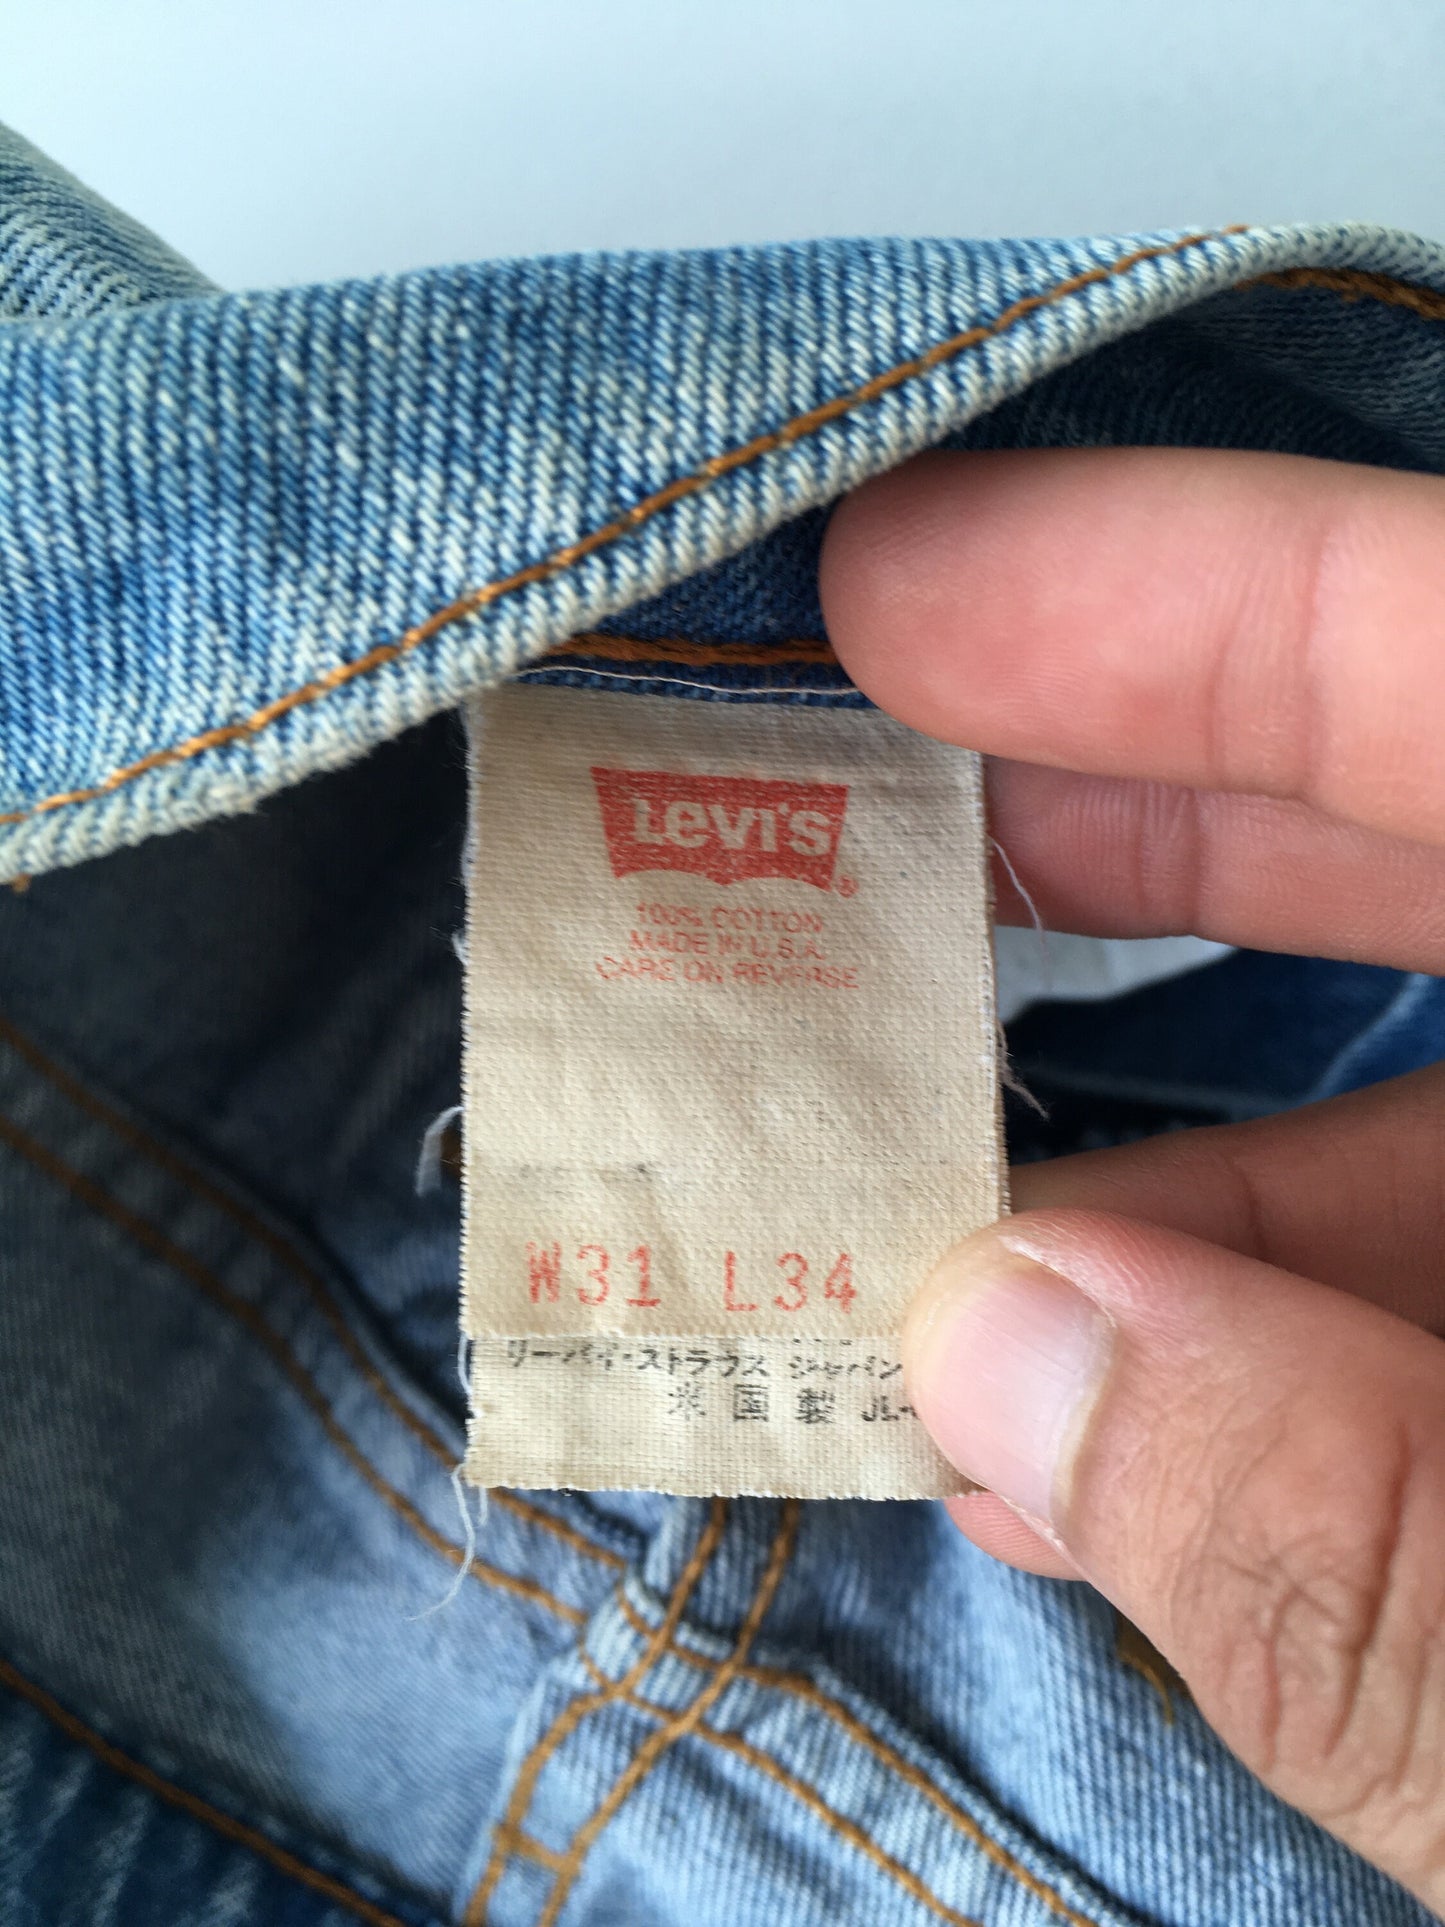 LEVI'S ®
100% COTTON
MADE IN U.S.A.
CARE ON REVERSE
W31 L34
リーバイ・ストラウス ジャパン
米国製 JL-